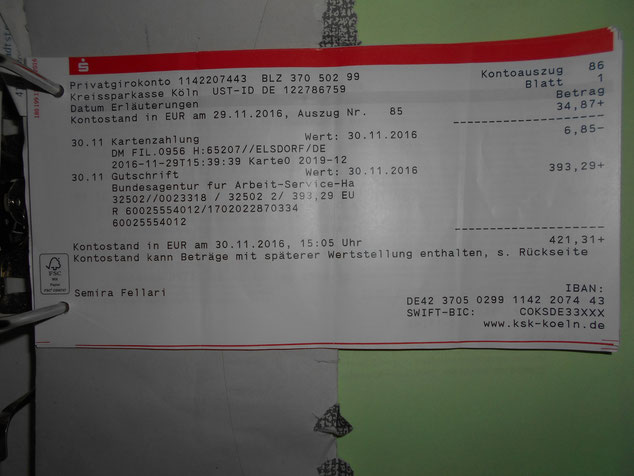 Privatgirokonto 1142207443 BLZ 370 502 99 Kontoauszug 86
Kreissparkasse Köln UST-ID DE 122786759 Blatt 1
Datum Erläuterungen Betrag
Kontostand in EUR am 29.11.2016, Auszug Nr. 85 34,87+
30.11 Kartenzahlung Wert: 30.11.2016 6,85-
DM FIL.0956 H:65207//ELSDORF/DE
2016-11-29T15:39:39 Karte0 2019-12
30.11 Gutschrift Wert: 30.11.2016 393,29+
Bundesagentur fur Arbeit-Service-Ha
32502//0023318 / 32502 2/ 393,29 EU
R 60025554012/1702022870334
60025554012
Kontostand in EUR am 30.11.2016, 15:05 Uhr 421,31+
Kontostand kann Beträge mit späterer Wertstellung enthalten, s. Rückseite
FSC
Semira Fellari IBAN:
DE42 3705 0299 1142 2074 43
SWIFT-BIC: COKSDE33XXX
www.ksk-koeln.de